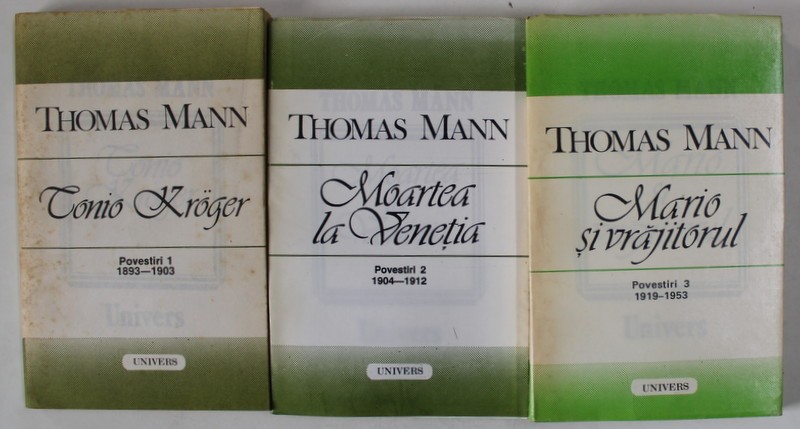 THOMAS MANN
Tonio Kröger
Povestiri 1
1893—1903
UNIVERS
THOMAS MANN
Moartea
la Veneția
Povestiri 2
1904—1912
UNIVERS
THOMAS MANN
Mario
și vrăjitorul
Povestiri 3
1919-1953
UNIVERS